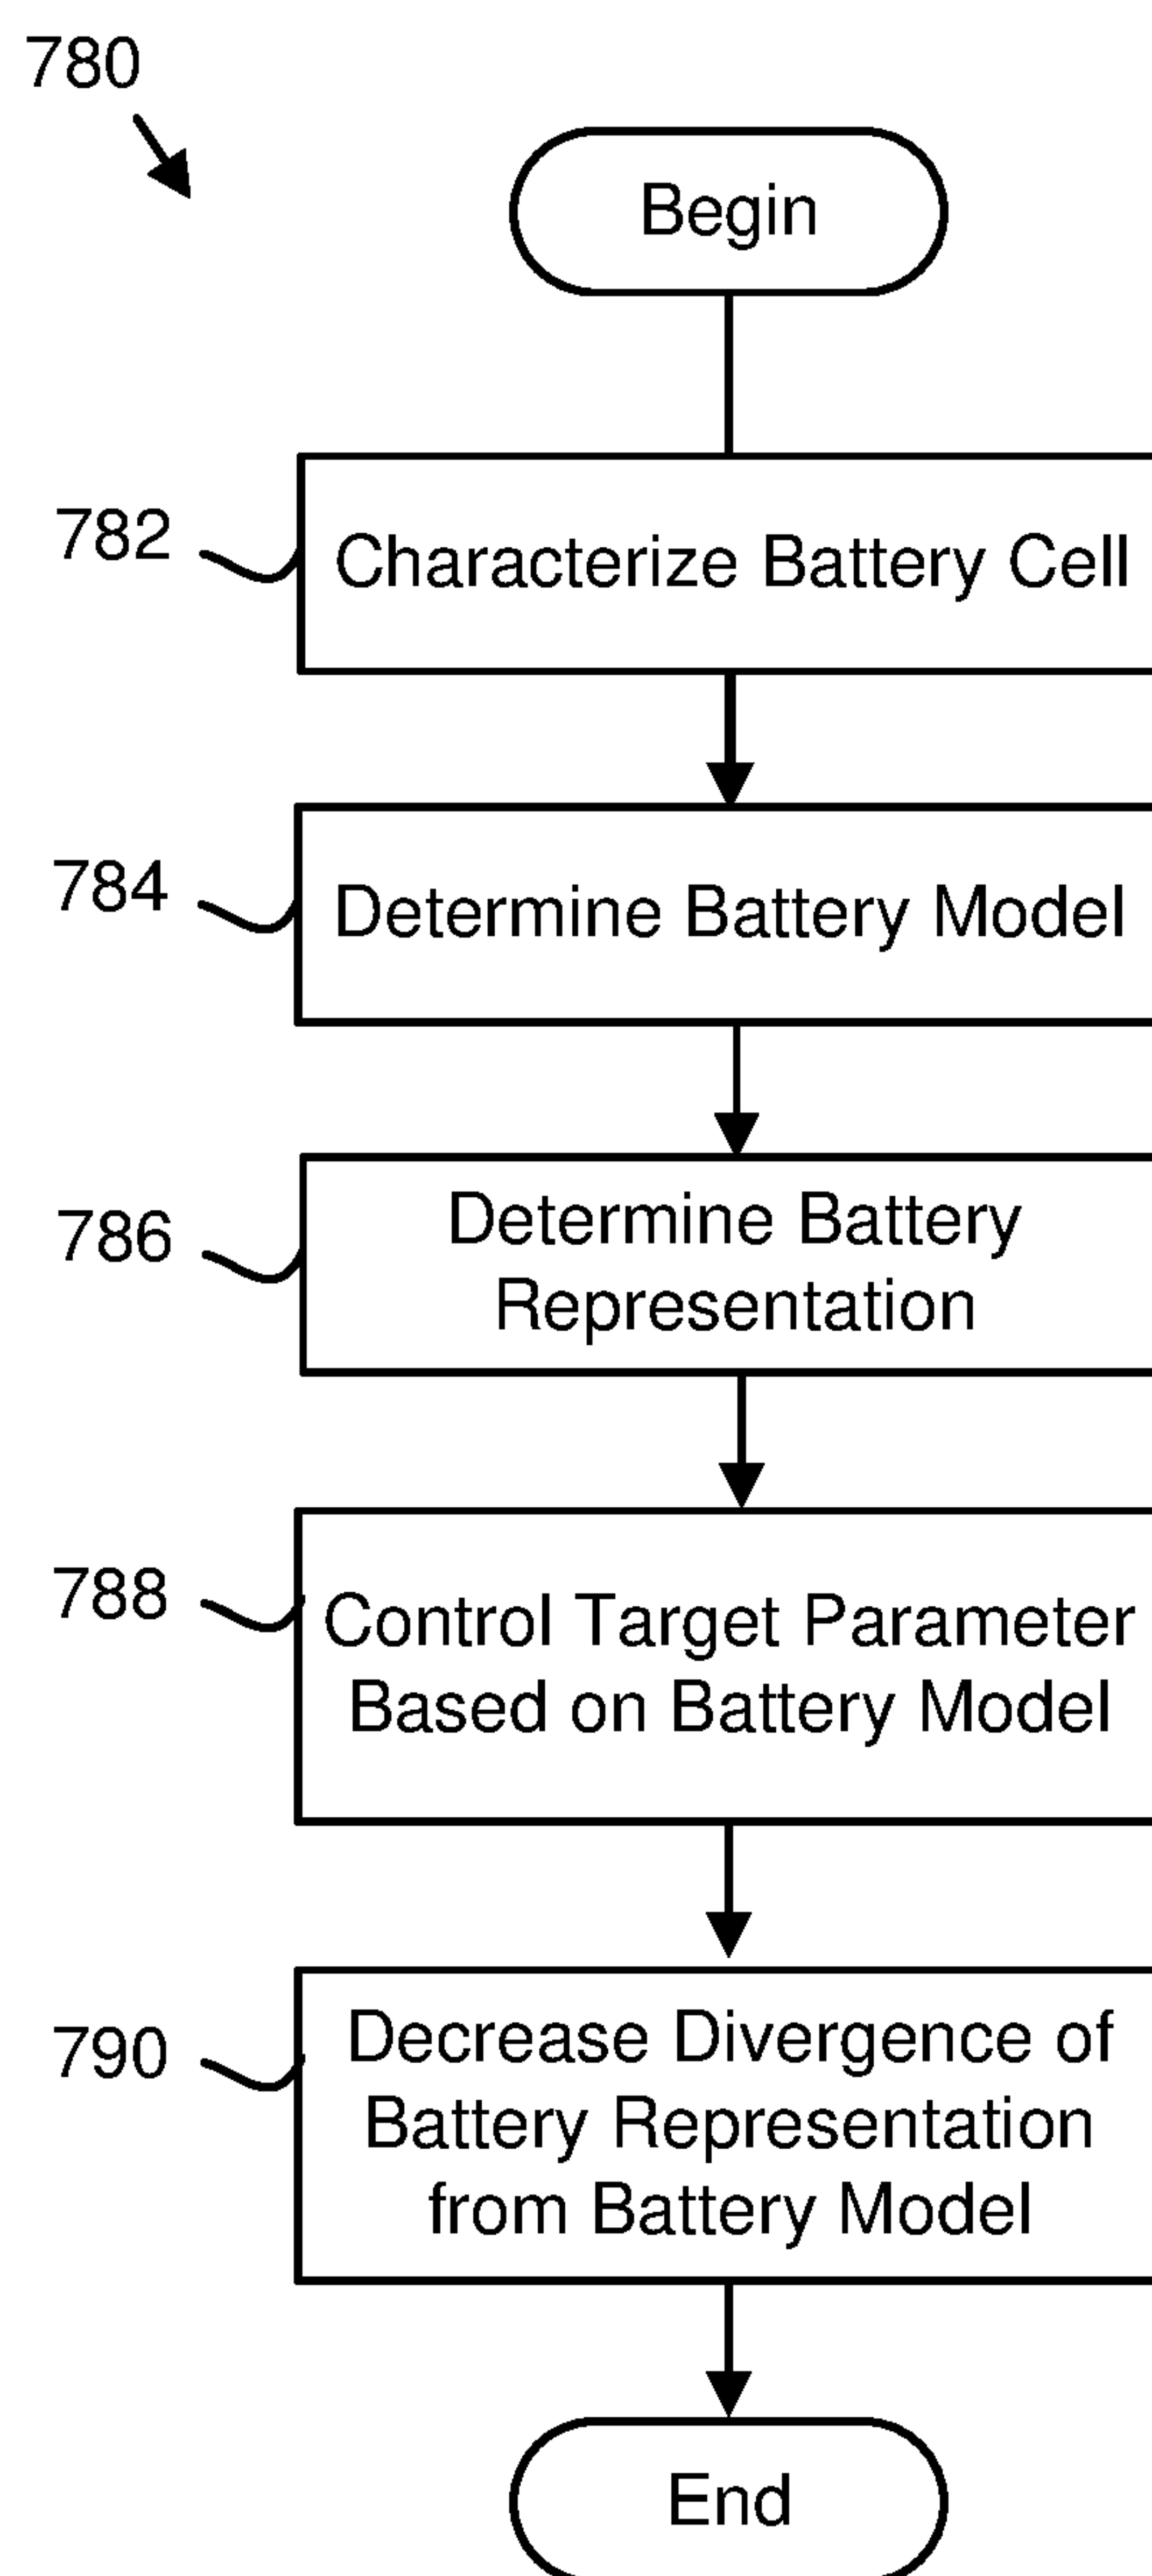 780
Begin
782
Characterize Battery Cell
784
Determine Battery Model
786
Determine Battery
Representation
788
Control Target Parameter
Based on Battery Model
790
Decrease Divergence of
Battery Representation
from Battery Model
End